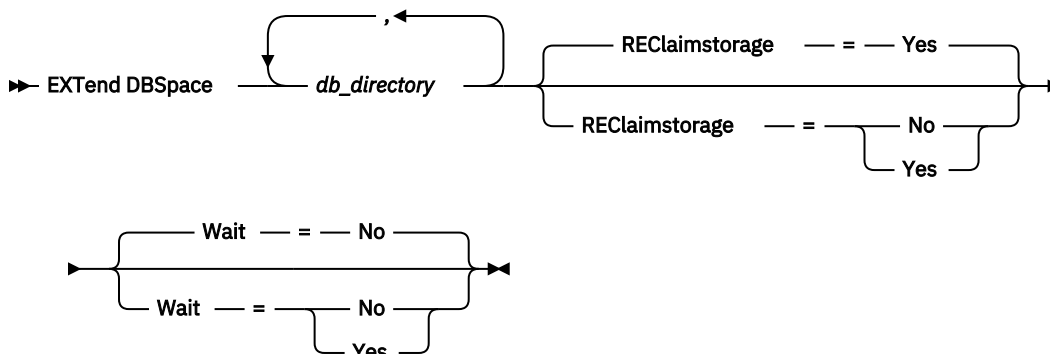 ,
REClaimstorage = Yes
EXTend DBSpace db_directory
REClaimstorage = No
Yes
Wait = No
Wait = No
Yes